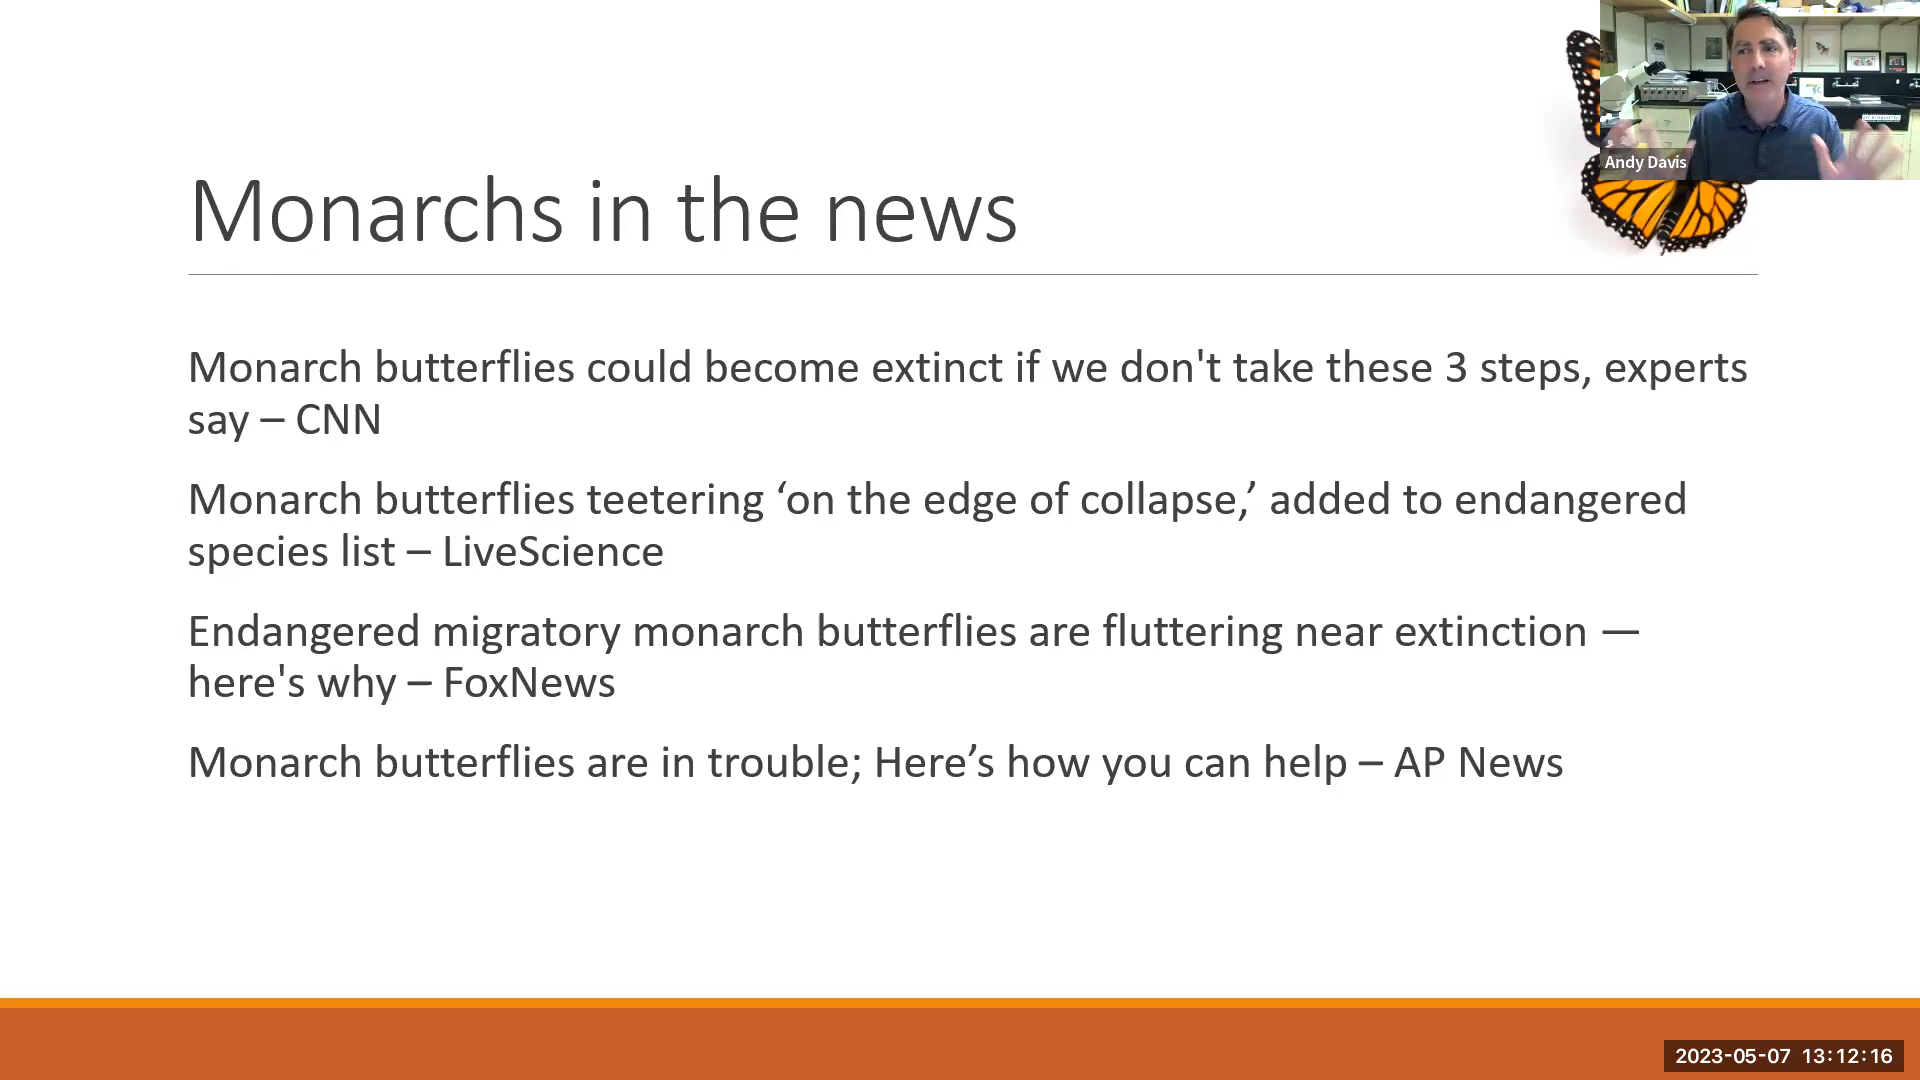 Andy Davis
Monarchs in the news
Monarch butterflies could become extinct if we don't take these 3 steps, experts
say – CNN
Monarch butterflies teetering ‘on the edge of collapse,’ added to endangered
species list – LiveScience
Endangered migratory monarch butterflies are fluttering near extinction —
here's why – FoxNews
Monarch butterflies are in trouble; Here’s how you can help – AP News
2023-05-07 13:12:16